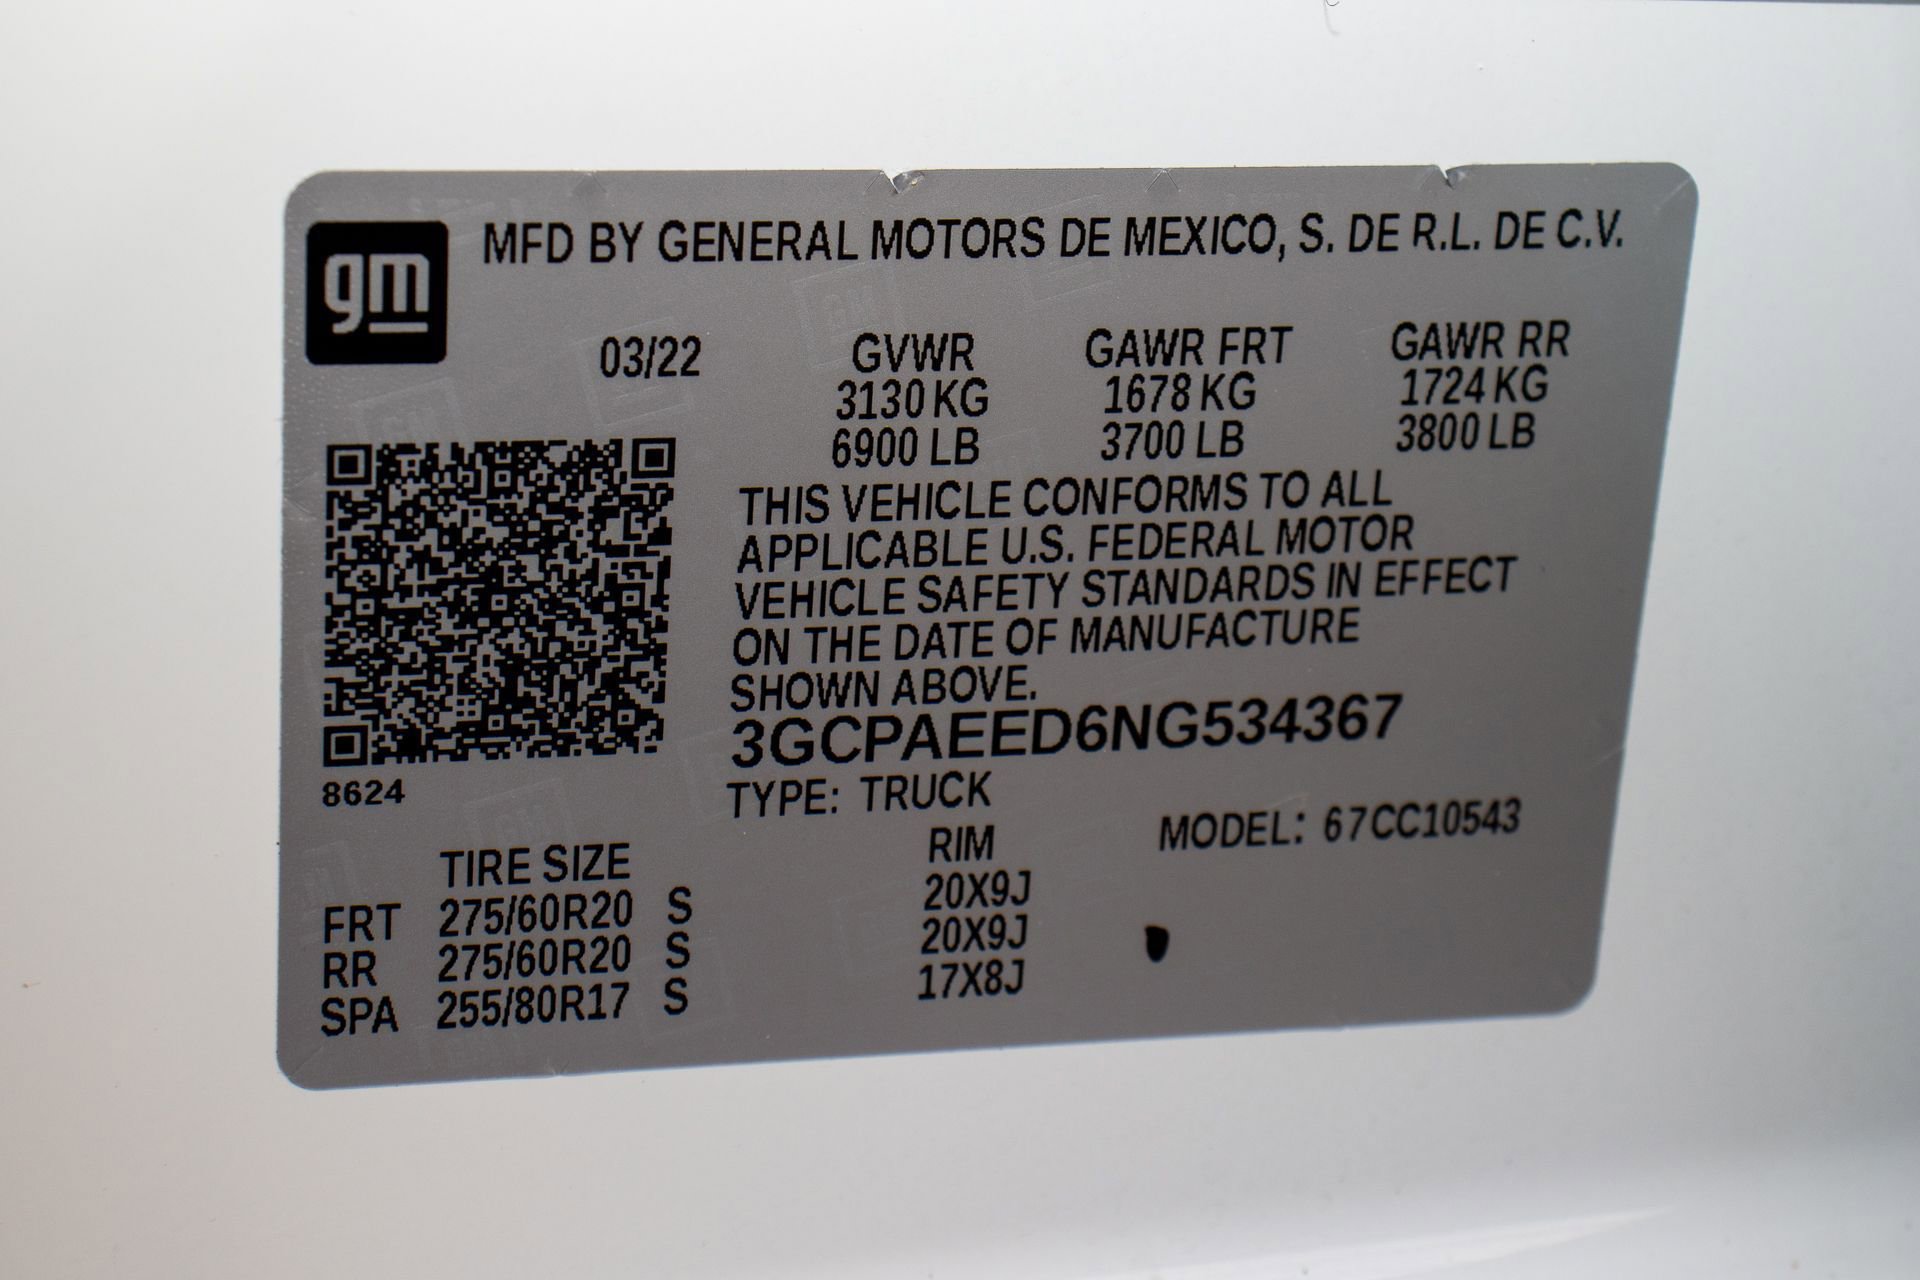 gm
MFD BY GENERAL MOTORS DE MEXICO, S. DE R.L. DE C.V.
03/22 GVWR GAWR FRT GAWR RR
3130 KG 1678 KG 1724 KG
6900 LB 3700 LB 3800 LB
THIS VEHICLE CONFORMS TO ALL
APPLICABLE U.S. FEDERAL MOTOR
VEHICLE SAFETY STANDARDS IN EFFECT
ON THE DATE OF MANUFACTURE
SHOWN ABOVE.
3GCPAEED6NG534367
8624
TYPE: TRUCK
MODEL: 67CC10543
TIRE SIZE RIM
FRT 275/60R20 S 20X9J
RR 275/60R20 S 20X9J
SPA 255/80R17 S 17X8J